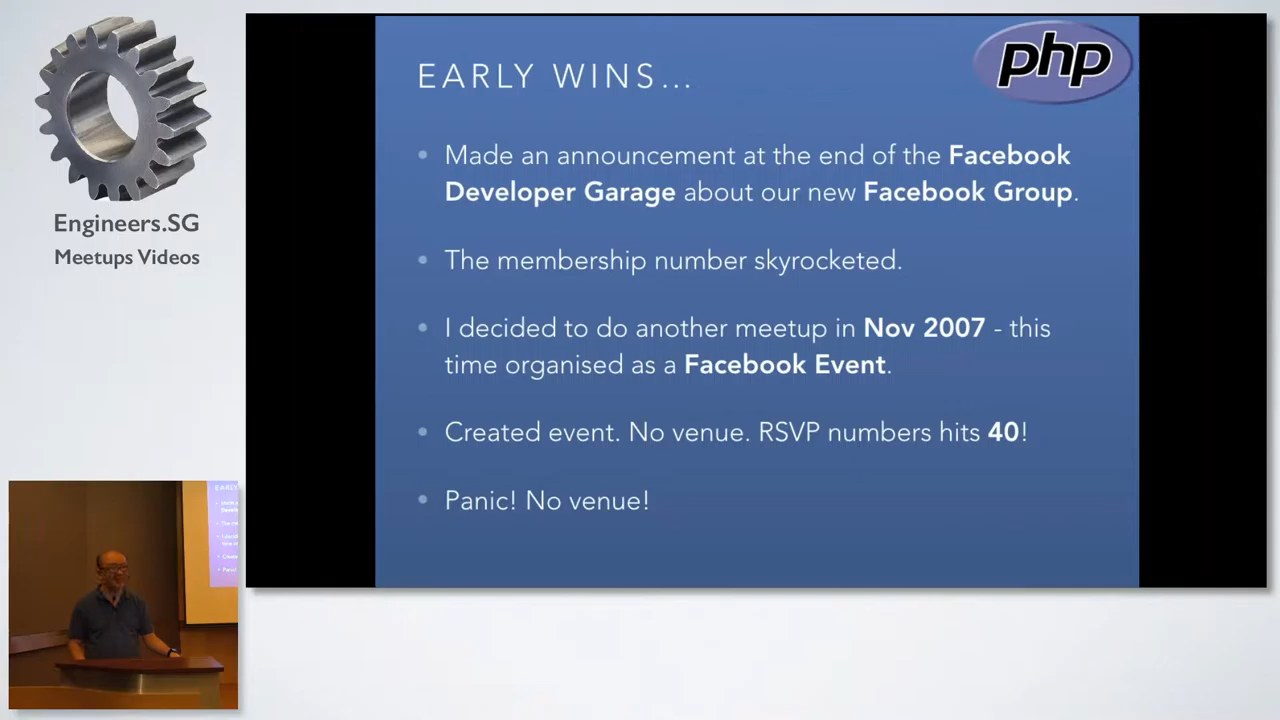 EARLY WINS...
php
• Made an announcement at the end of the Facebook
Developer Garage about our new Facebook Group.
• The membership number skyrocketed.
• I decided to do another meetup in Nov 2007 - this
time organised as a Facebook Event.
• Created event. No venue. RSVP numbers hits 40!
• Panic! No venue!
Engineers.SG
Meetups Videos